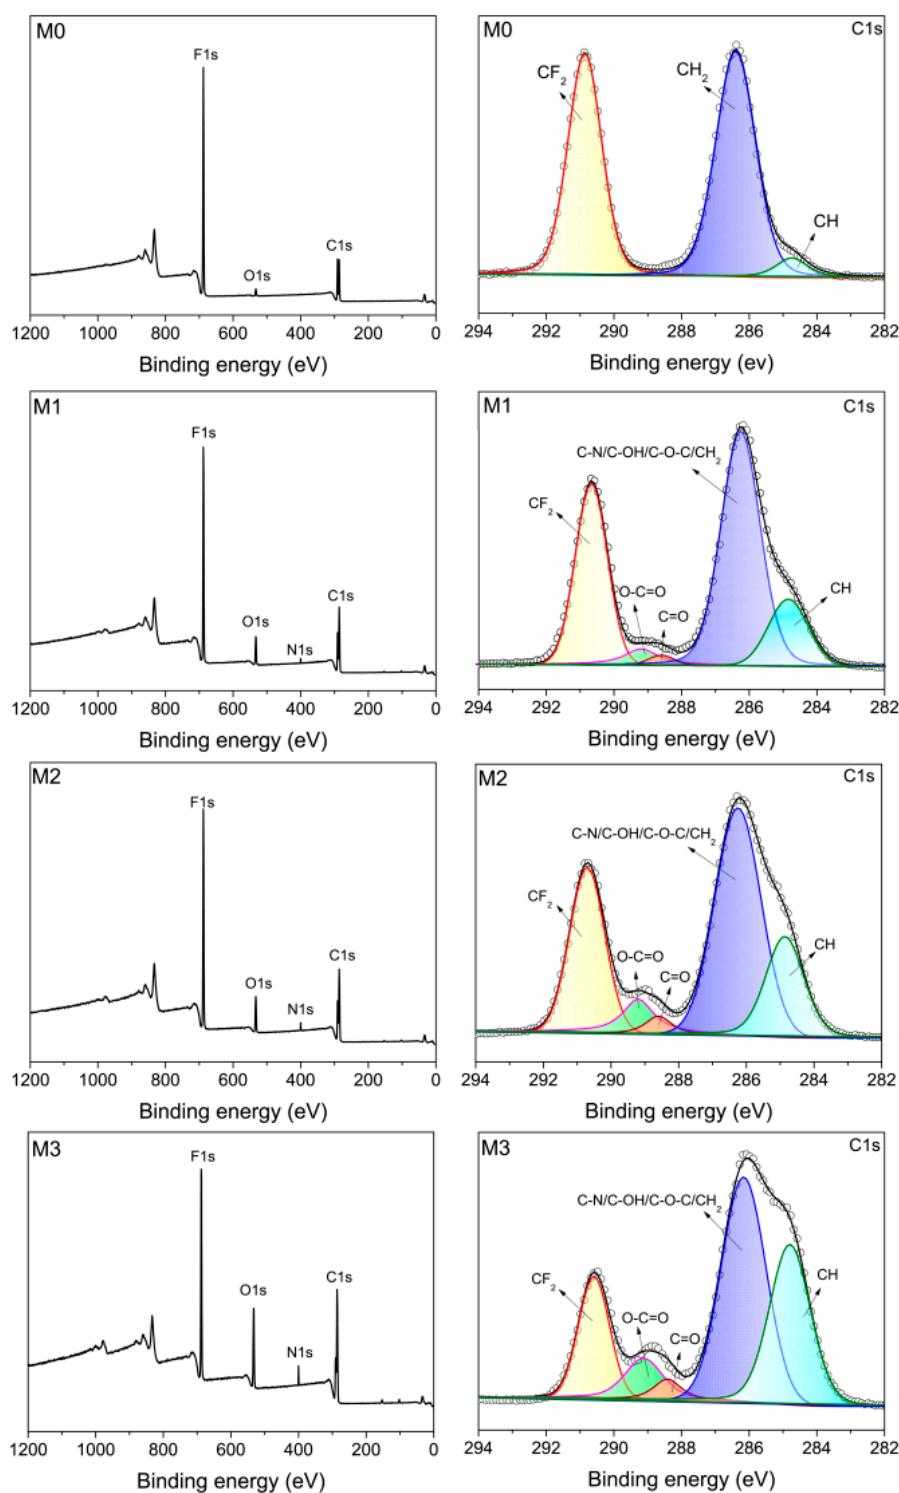 M0
F1s
O1s
C1s
1200 1000 800 600 400 200 0
Binding energy (eV)
M0
C1s
CF2
CH2
CH
294 292 290 288 286 284 282
Binding energy (ev)
M1
F1s
O1s
N1s
C1s
1200 1000 800 600 400 200 0
Binding energy (eV)
M1
C1s
C-N/C-OH/C-O-C/CH2
CF2
O-C=O
C=O
CH
294 292 290 288 286 284 282
Binding energy (eV)
M2
F1s
O1s
N1s
C1s
1200 1000 800 600 400 200 0
Binding energy (eV)
M2
C1s
C-N/C-OH/C-O-C/CH2
CF2
O-C=O
C=O
CH
294 292 290 288 286 284 282
Binding energy (eV)
M3
F1s
O1s
N1s
C1s
1200 1000 800 600 400 200 0
Binding energy (eV)
M3
C1s
C-N/C-OH/C-O-C/CH2
CF2
O-C=O
C=O
CH
294 292 290 288 286 284 282
Binding energy (eV)